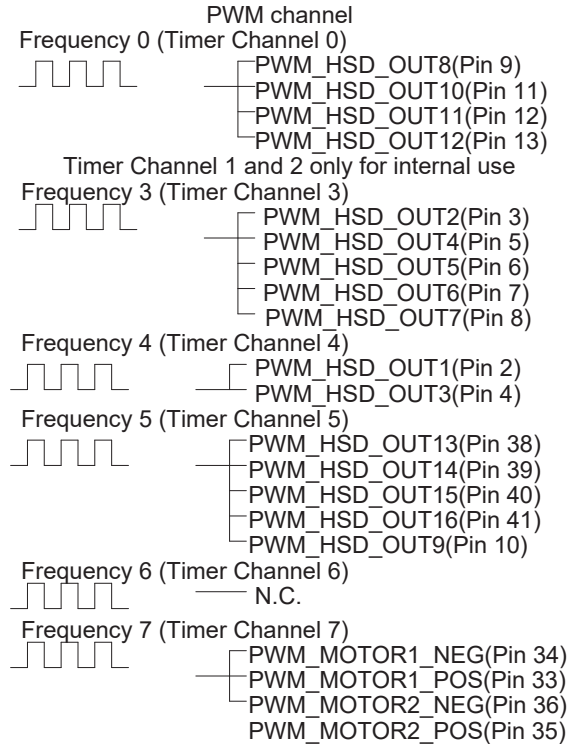 PWM channel
Frequency 0 (Timer Channel 0)
PWM_HSD_OUT8(Pin 9)
PWM_HSD_OUT10(Pin 11)
PWM_HSD_OUT11(Pin 12)
PWM_HSD_OUT12(Pin 13)
Timer Channel 1 and 2 only for internal use
Frequency 3 (Timer Channel 3)
PWM_HSD_OUT2(Pin 3)
PWM_HSD_OUT4(Pin 5)
PWM_HSD_OUT5(Pin 6)
PWM_HSD_OUT6(Pin 7)
PWM_HSD_OUT7(Pin 8)
Frequency 4 (Timer Channel 4)
PWM_HSD_OUT1(Pin 2)
PWM_HSD_OUT3(Pin 4)
Frequency 5 (Timer Channel 5)
PWM_HSD_OUT13(Pin 38)
PWM_HSD_OUT14(Pin 39)
PWM_HSD_OUT15(Pin 40)
PWM_HSD_OUT16(Pin 41)
PWM_HSD_OUT9(Pin 10)
Frequency 6 (Timer Channel 6)
N.C.
Frequency 7 (Timer Channel 7)
PWM_MOTOR1_NEG(Pin 34)
PWM_MOTOR1_POS(Pin 33)
PWM_MOTOR2_NEG(Pin 36)
PWM_MOTOR2_POS(Pin 35)